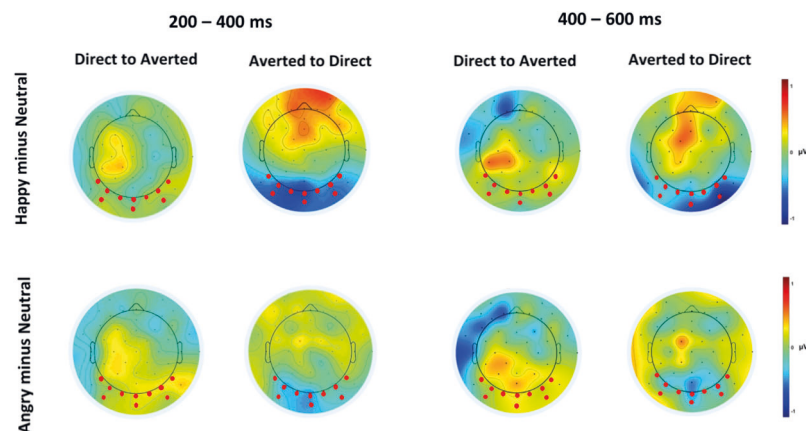 200 – 400 ms
400 – 600 ms
Direct to Averted
Averted to Direct
Direct to Averted
Averted to Direct
Happy minus Neutral
1
µV
-1
Angry minus Neutral
1
0
µV
-1